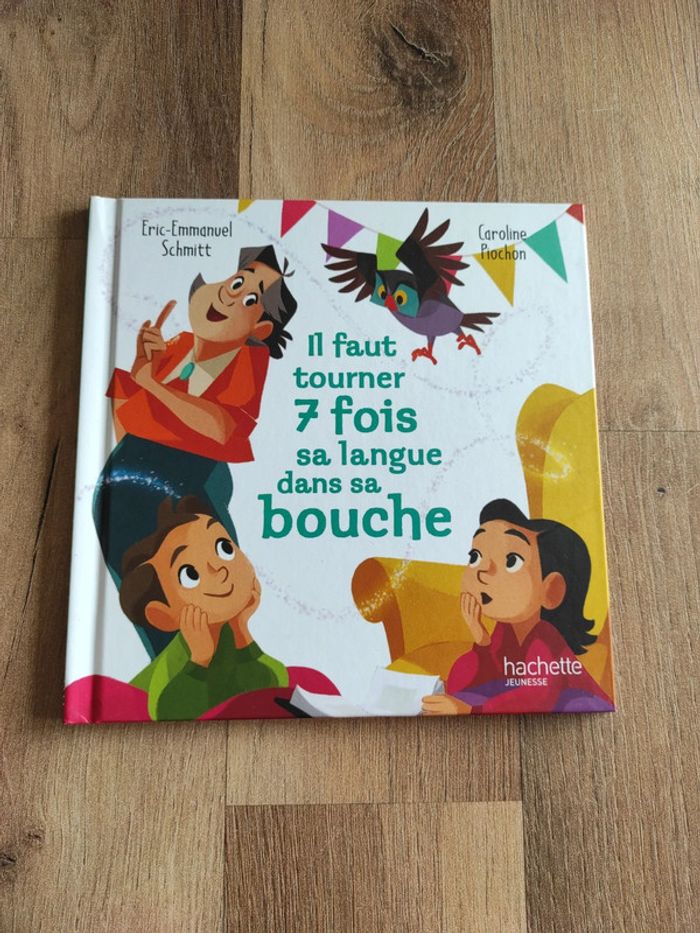 Eric-Emmanuel
Schmitt
Caroline
Piochon
Il faut
tourner
7 fois
sa langue
dans sa
bouche
hachette
JEUNESSE